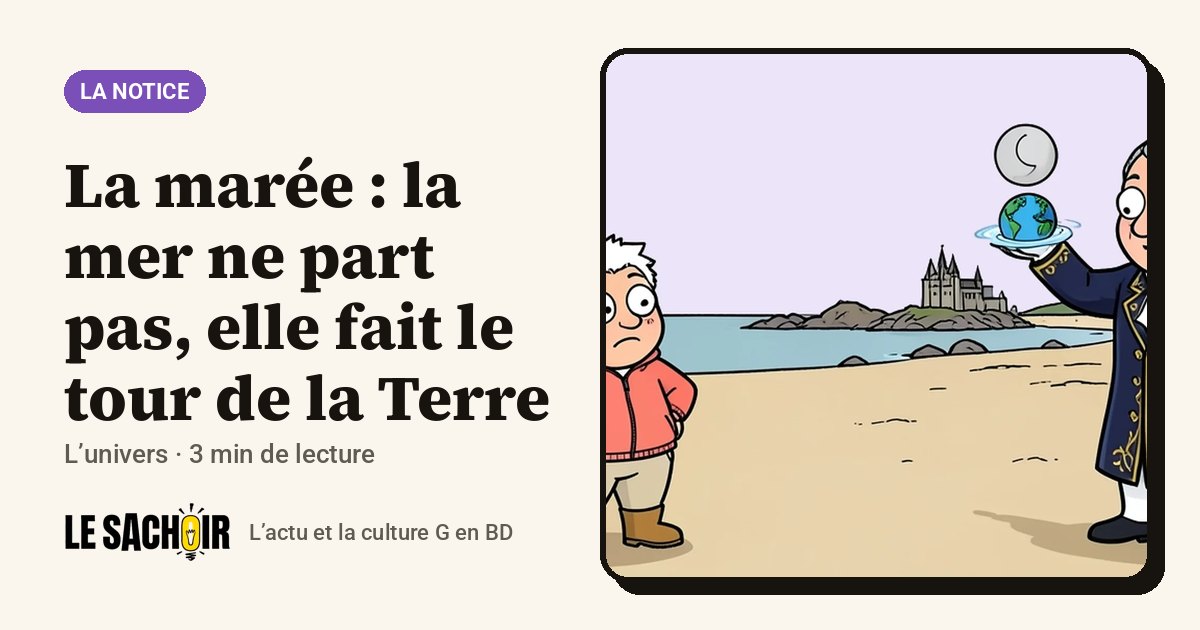 LA NOTICE
La marée : la
mer ne part
pas, elle fait le
tour de la Terre
L’univers · 3 min de lecture
LE SACHOIR
L’actu et la culture G en BD